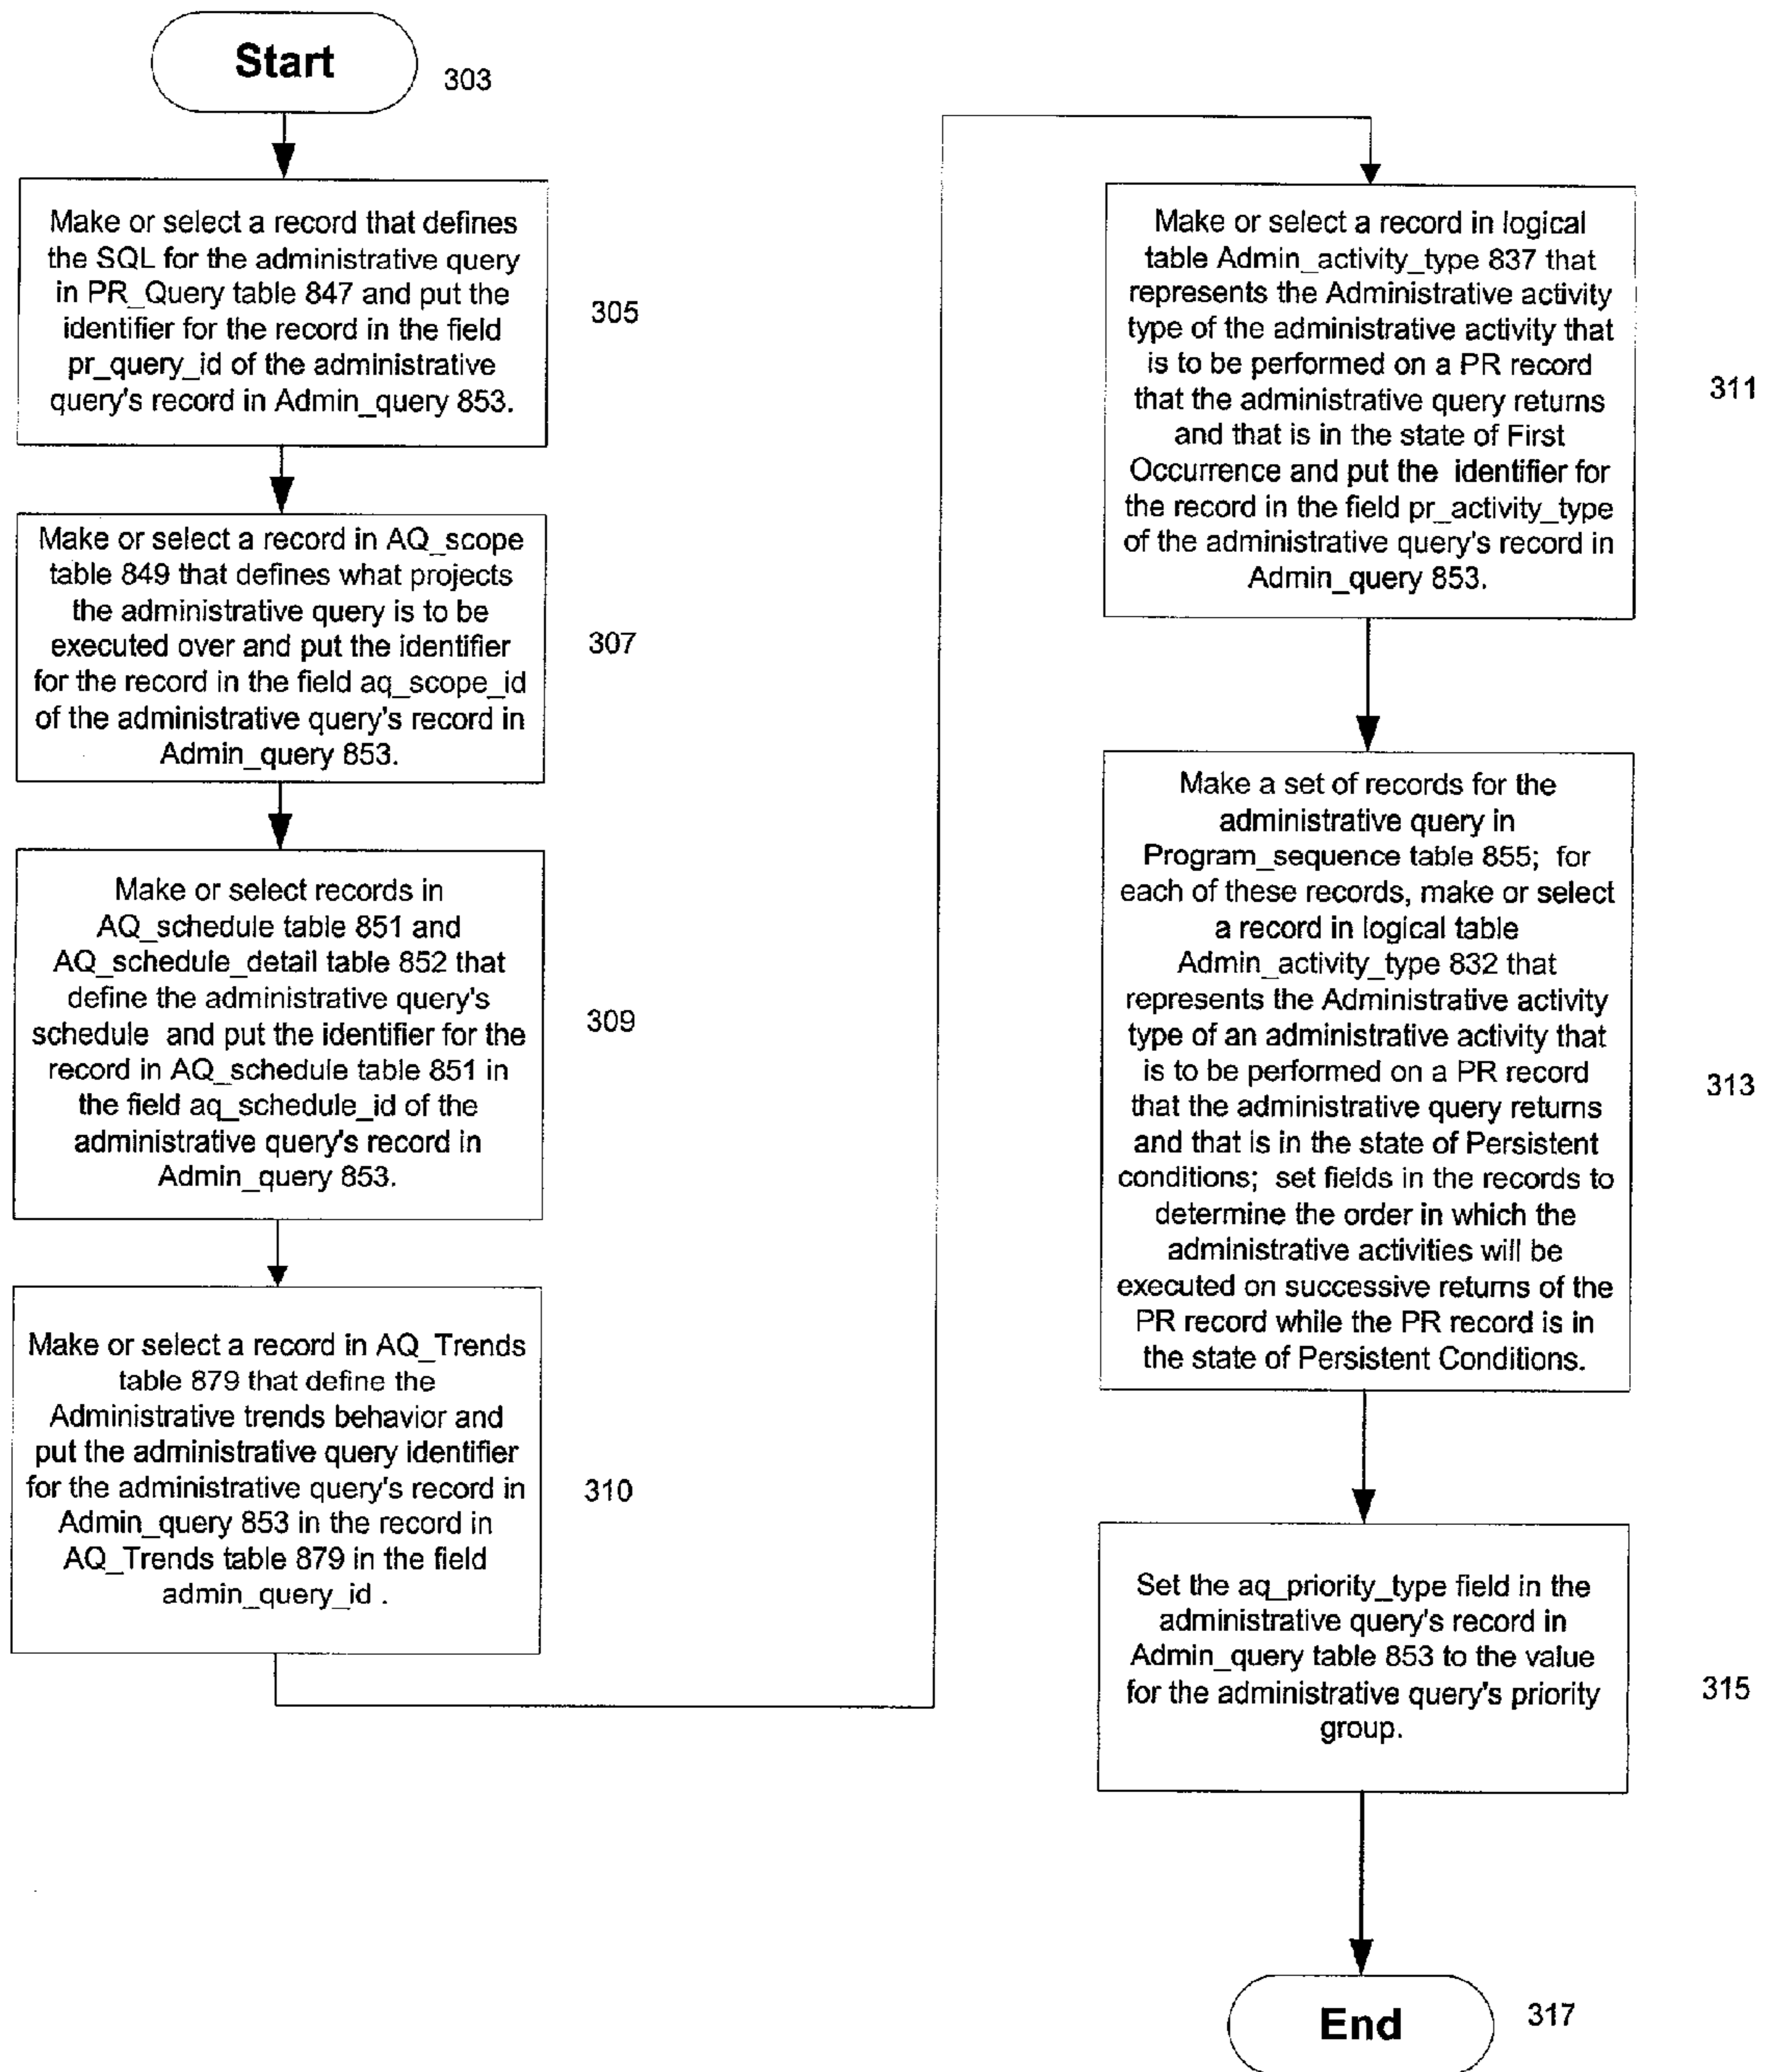 Start
303
Make or select a record that defines
the SQL for the administrative query
in PR_Query table 847 and put the
identifier for the record in the field
pr_query_id of the administrative
query's record in Admin_query 853.
305
Make or select a record in AQ_scope
table 849 that defines what projects
the administrative query is to be
executed over and put the identifier
for the record in the field aq_scope_id
of the administrative query's record in
Admin_query 853.
307
Make or select records in
AQ_schedule table 851 and
AQ_schedule_detail table 852 that
define the administrative query's
schedule and put the identifier for the
record in AQ_schedule table 851 in
the field aq_schedule_id of the
administrative query's record in
Admin_query 853.
309
Make or select a record in AQ_Trends
table 879 that define the
Administrative trends behavior and
put the administrative query identifier
for the administrative query's record in
Admin_query 853 in the record in
AQ_Trends table 879 in the field
admin_query_id .
310
Make or select a record in logical
table Admin_activity_type 837 that
represents the Administrative activity
type of the administrative activity that
is to be performed on a PR record
that the administrative query returns
and that is in the state of First
Occurrence and put the identifier for
the record in the field pr_activity_type
of the administrative query's record in
Admin_query 853.
311
Make a set of records for the
administrative query in
Program_sequence table 855; for
each of these records, make or select
a record in logical table
Admin_activity_type 832 that
represents the Administrative activity
type of an administrative activity that
is to be performed on a PR record
that the administrative query returns
and that is in the state of Persistent
conditions; set fields in the records to
determine the order in which the
administrative activities will be
executed on successive returns of the
PR record while the PR record is in
the state of Persistent Conditions.
313
Set the aq_priority_type field in the
administrative query's record in
Admin_query table 853 to the value
for the administrative query's priority
group.
315
End
317